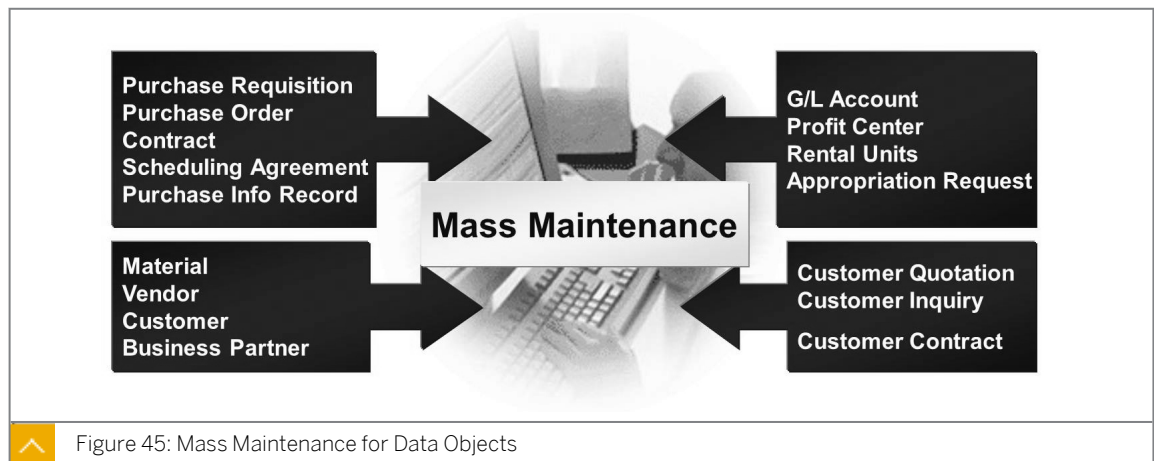 Purchase Requisition
Purchase Order
Contract
Scheduling Agreement
Purchase Info Record
G/L Account
Profit Center
Rental Units
Appropriation Request
Mass Maintenance
Material
Vendor
Customer
Business Partner
Customer Quotation
Customer Inquiry
Customer Contract
Figure 45: Mass Maintenance for Data Objects